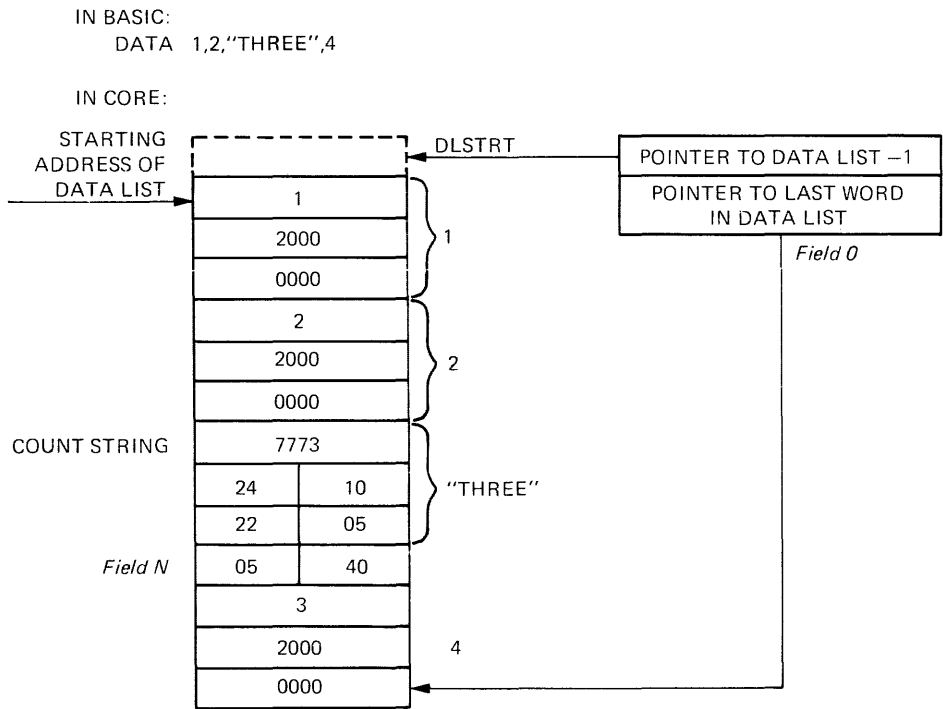 IN BASIC:
DATA 1,2,"THREE",4
IN CORE:
STARTING
ADDRESS OF
DATA LIST
DLSTRT
POINTER TO DATA LIST –1
POINTER TO LAST WORD
IN DATA LIST
Field 0
1
2000
0000
1
2
2000
0000
2
COUNT STRING
7773
24 10
22 05
"THREE"
Field N
05 40
3
2000
4
0000